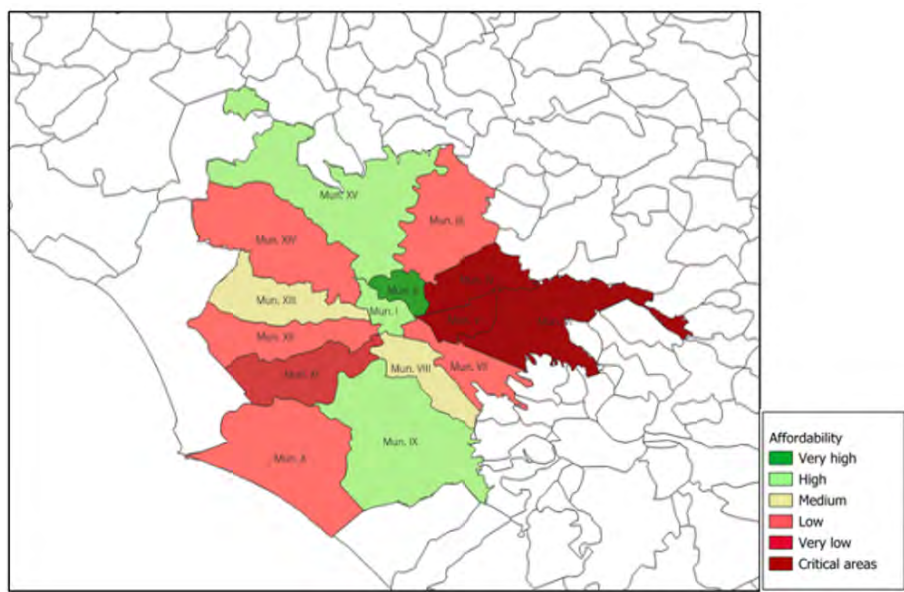 Mun. XV
Mun. III
Mun. XIV
Mun. II
Mun. XIII
Mun. I
Mun. XII
Mun. XI
Mun. VIII
Mun. VII
Mun. IX
Mun. X
Affordability
Very high
High
Medium
Low
Very low
Critical areas